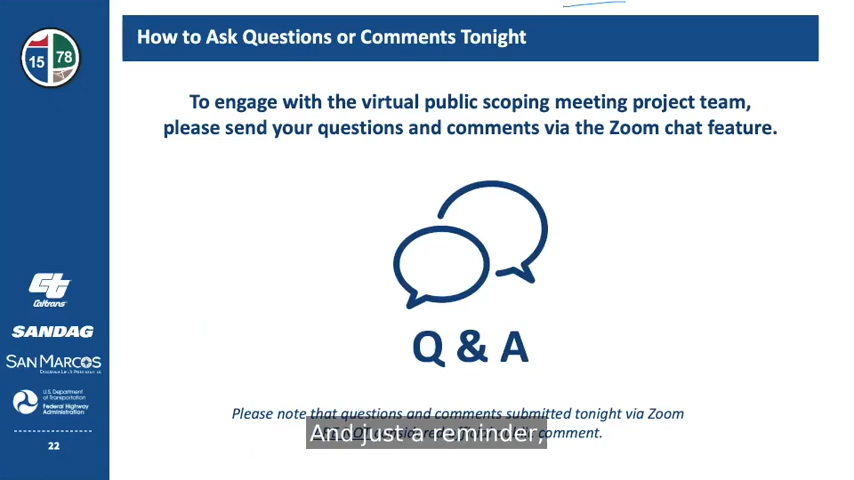 How to Ask Questions or Comments Tonight
15
78
To engage with the virtual public scoping meeting project team,
please send your questions and comments via the Zoom chat feature.
Q & A
Caltrans
SANDAG
SAN MARCOS
U.S. Department
of Transportation
Federal Highway
Administration
22
Please note that questions and comments submitted tonight via Zoom
comment.
And just a reminder,